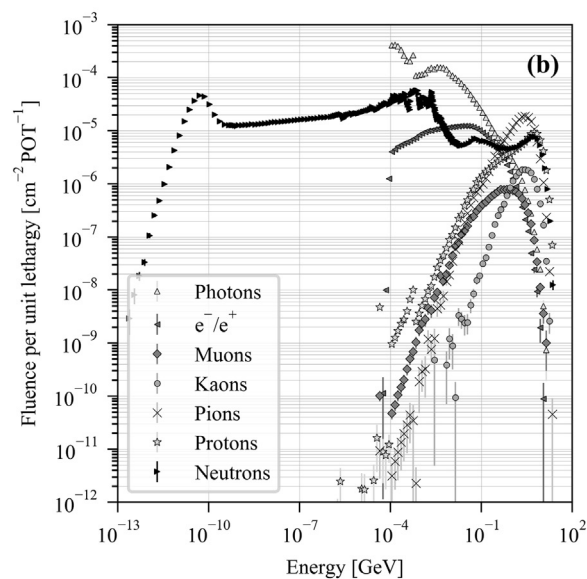 (b)
Fluence per unit lethargy [cm⁻² POT⁻¹]
10⁻³
10⁻⁴
10⁻⁵
10⁻⁶
10⁻⁷
10⁻⁸
10⁻⁹
10⁻¹⁰
10⁻¹¹
10⁻¹²
Photons
e⁻/e⁺
Muons
Kaons
Pions
Protons
Neutrons
10⁻¹³
10⁻¹⁰
10⁻⁷
10⁻⁴
10⁻¹
10²
Energy [GeV]